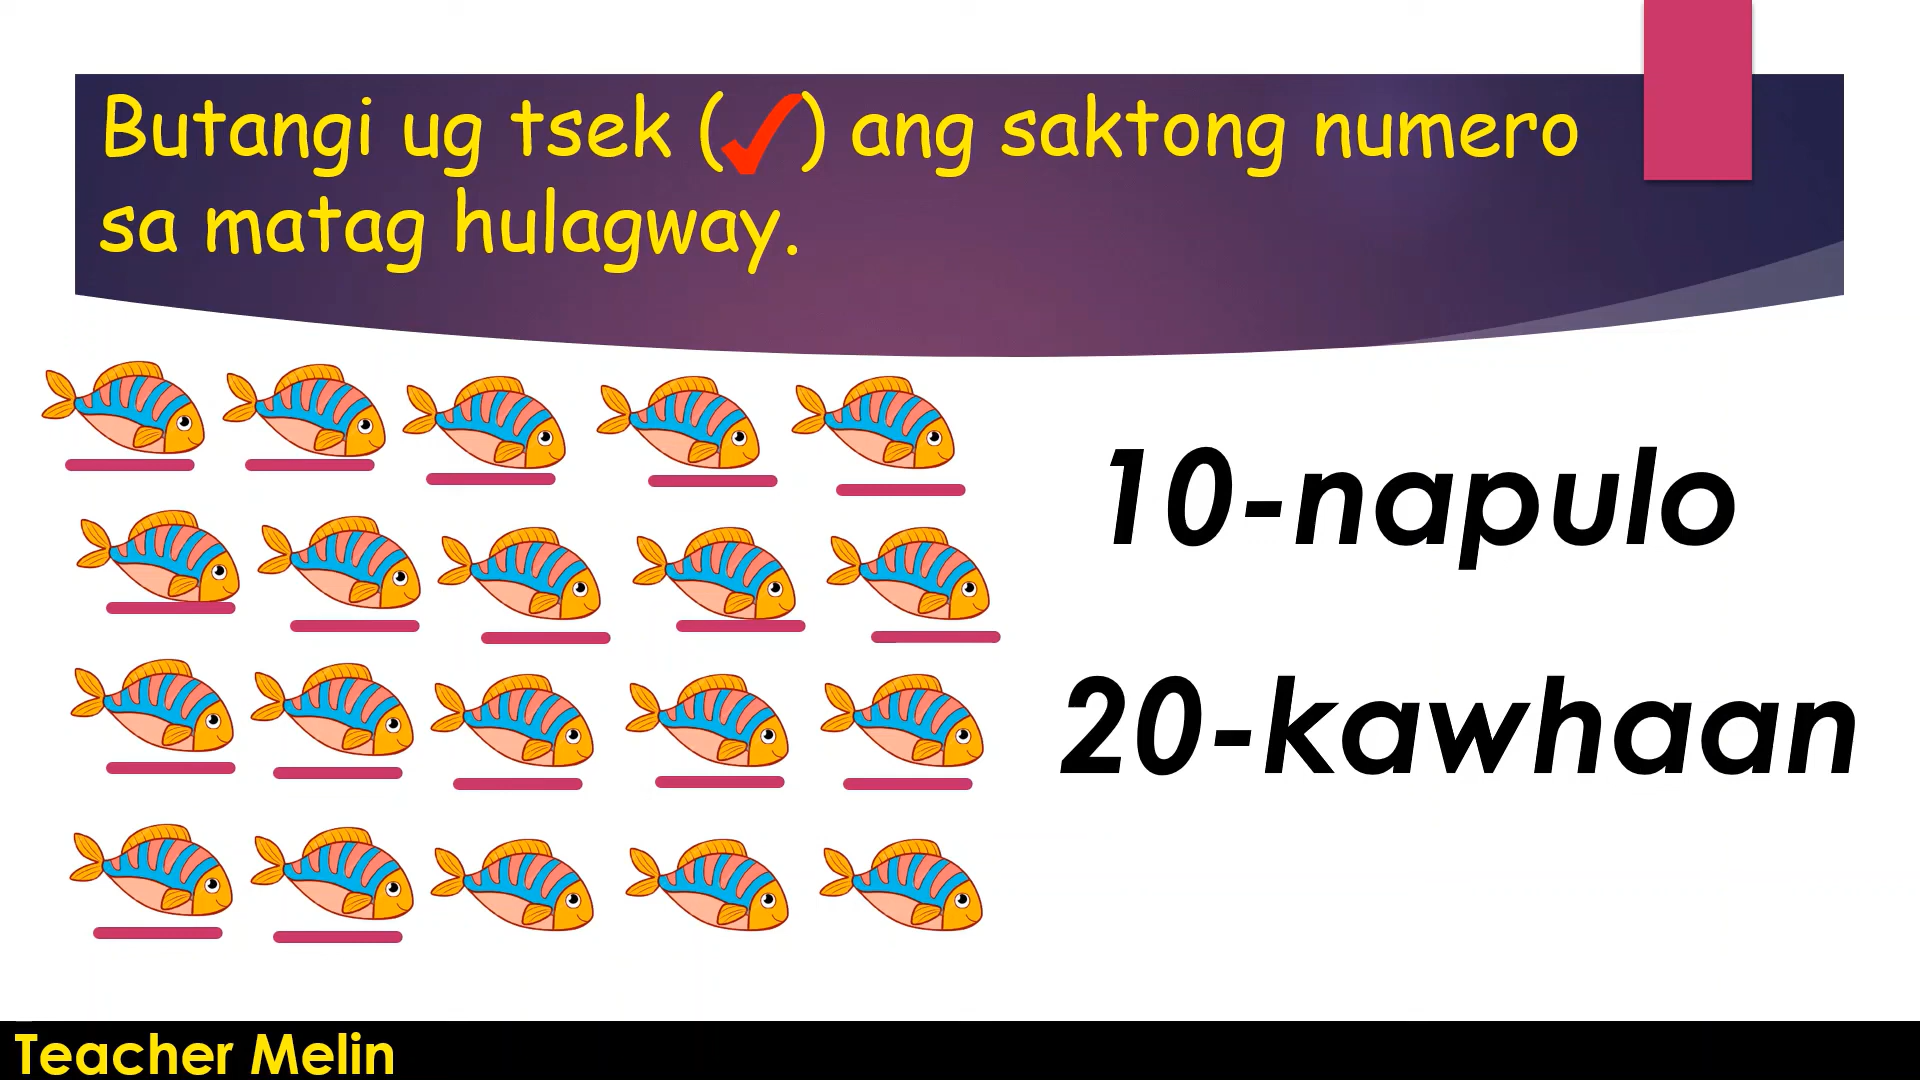 Butangi ug tsek (✓) ang saktong numero
sa matag hulagway.
10-napulo
20-kawhaan
Teacher Melin